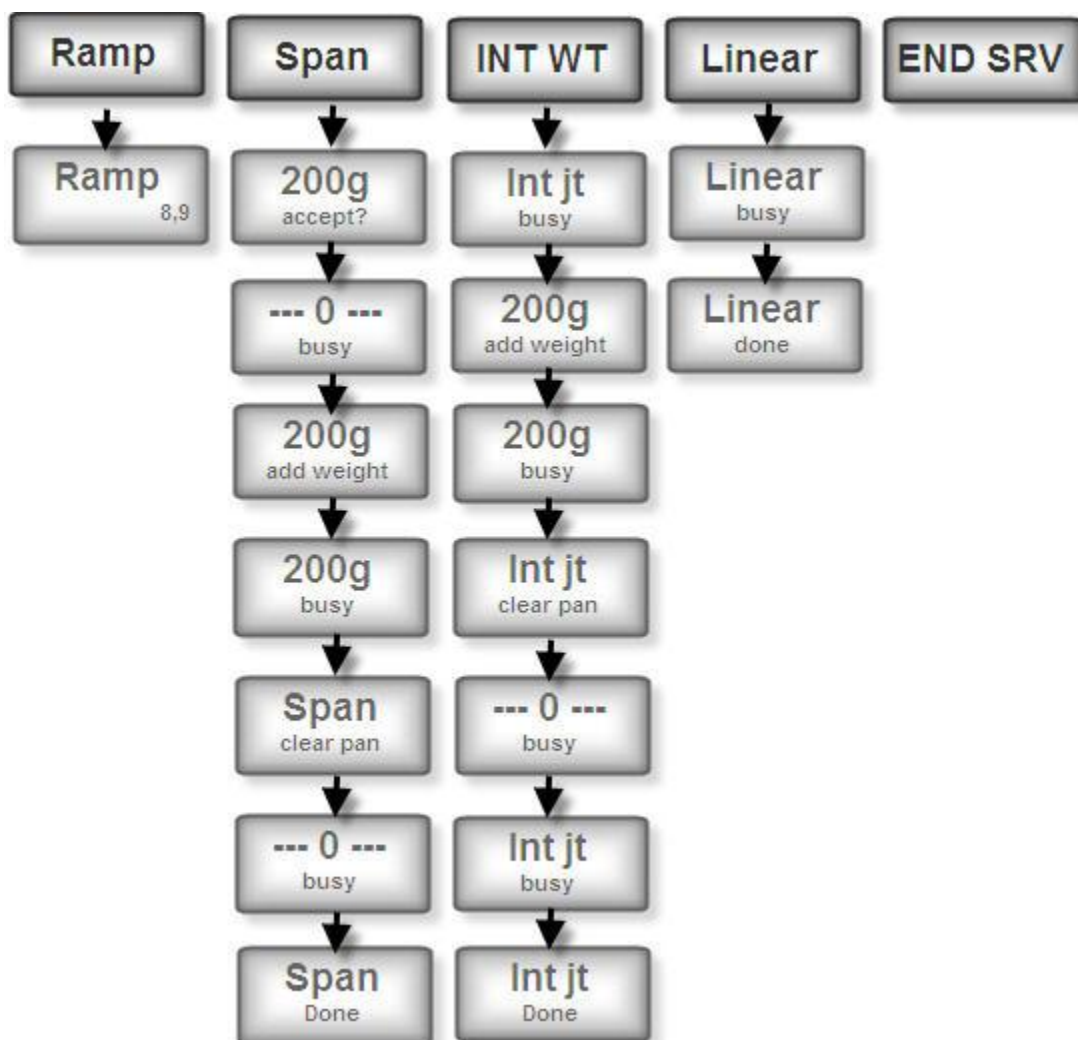 Ramp
Ramp
8,9
Span
200g
accept?
--- 0 ---
busy
200g
add weight
200g
busy
Span
clear pan
--- 0 ---
busy
Span
Done
INT WT
Int jt
busy
200g
add weight
200g
busy
Int jt
clear pan
--- 0 ---
busy
Int jt
busy
Int jt
Done
Linear
Linear
busy
Linear
done
END SRV